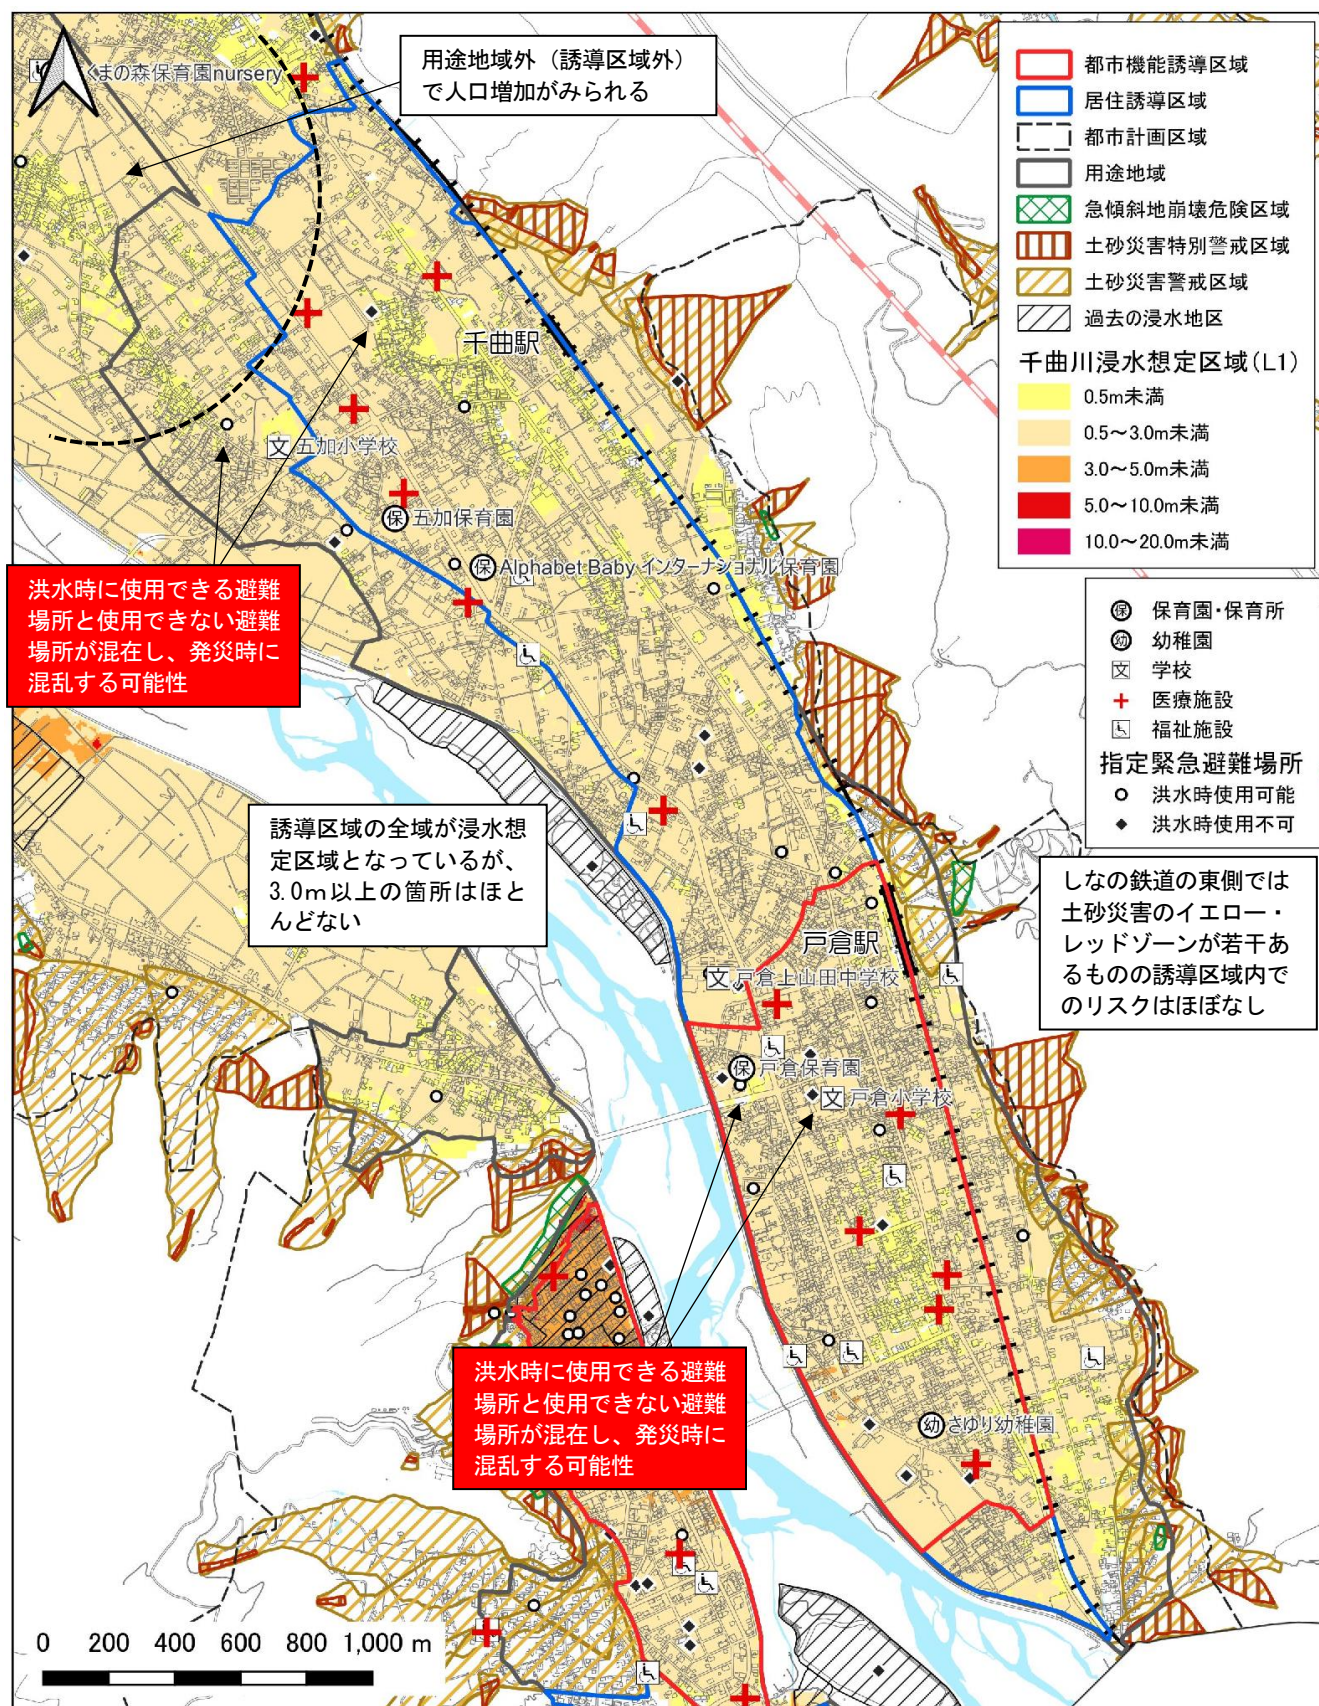 用途地域外（誘導区域外）
で人口増加がみられる
くまの森保育園nursery
都市機能誘導区域
居住誘導区域
都市計画区域
用途地域
急傾斜地崩壊危険区域
土砂災害特別警戒区域
土砂災害警戒区域
過去の浸水地区
千曲川浸水想定区域(L1)
0.5m未満
0.5～3.0m未満
3.0～5.0m未満
5.0～10.0m未満
10.0～20.0m未満
保 保育園・保育所
幼 幼稚園
文 学校
医療施設
福祉施設
指定緊急避難場所
洪水時使用可能
洪水時使用不可
千曲駅
文 五加小学校
保 五加保育園
保 Alphabet Baby インターナショナル保育園
洪水時に使用できる避難
場所と使用できない避難
場所が混在し、発災時に
混乱する可能性
誘導区域の全域が浸水想
定区域となっているが、
3.0ｍ以上の箇所はほと
んどない
しなの鉄道の東側では
土砂災害のイエロー・
レッドゾーンが若干あ
るものの誘導区域内で
のリスクはほぼなし
戸倉駅
文 戸倉上山田中学校
保 戸倉保育園
文 戸倉小学校
洪水時に使用できる避難
場所と使用できない避難
場所が混在し、発災時に
混乱する可能性
幼 さゆり幼稚園
0 200 400 600 800 1,000 m